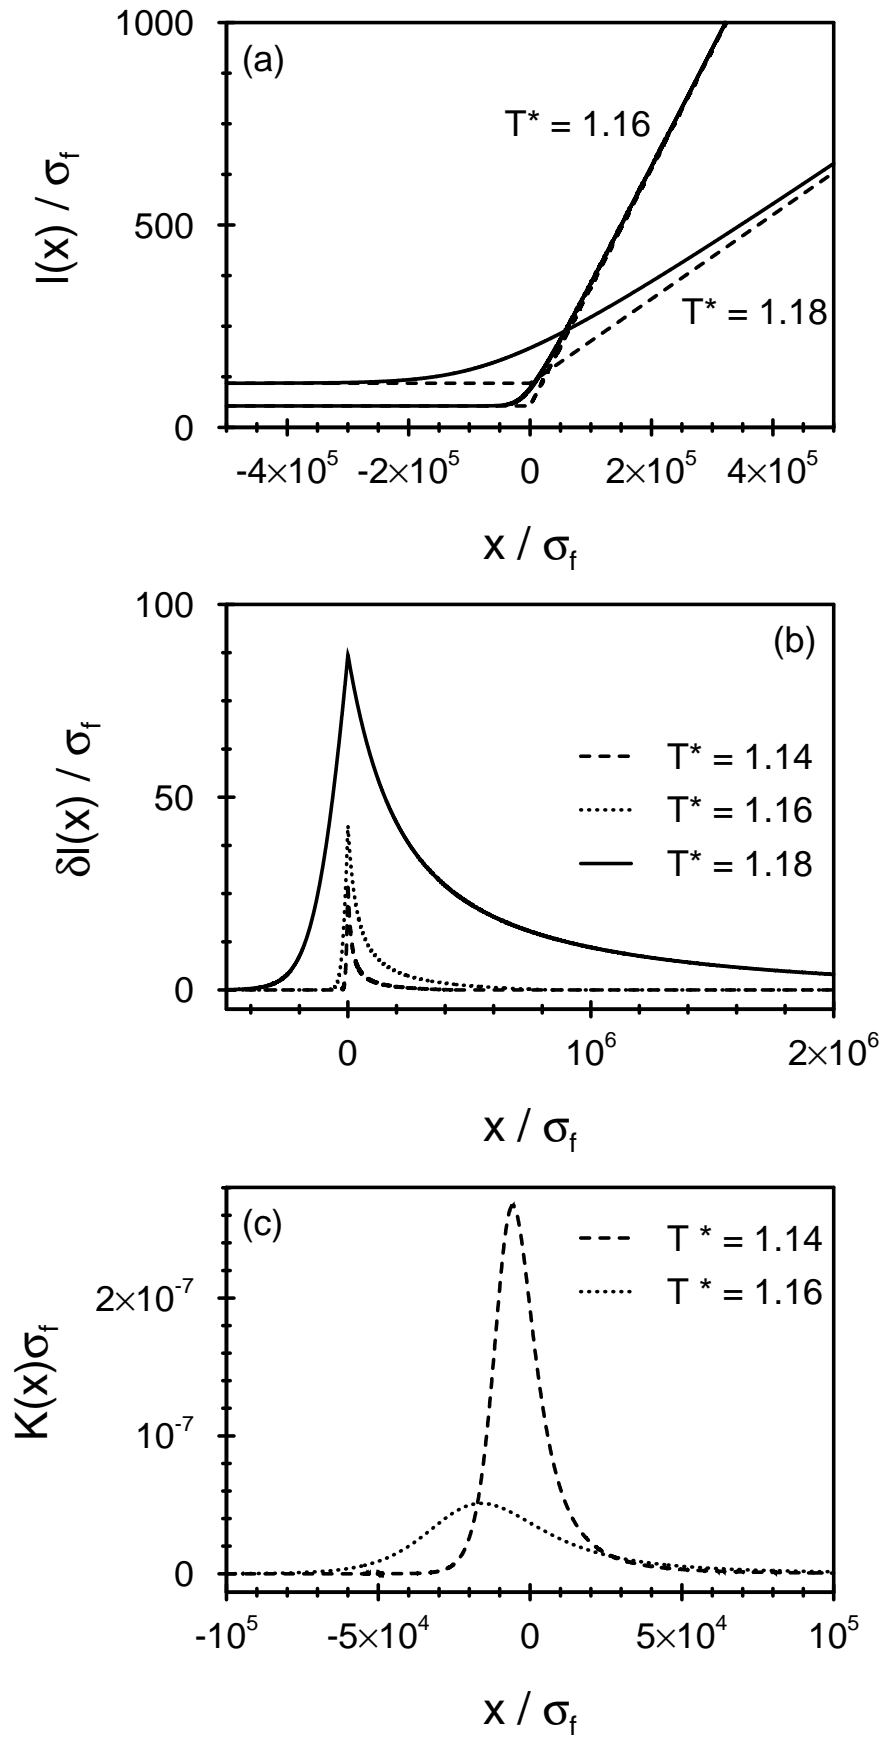 1000
(a)
T* = 1.16
l(x) / σf
500
T* = 1.18
0
-4×10⁵ -2×10⁵ 0 2×10⁵ 4×10⁵
x / σf
100
(b)
T* = 1.14
δl(x) / σf
50
T* = 1.16
T* = 1.18
0
0 10⁶ 2×10⁶
x / σf
(c)
T * = 1.14
2×10⁻⁷
T * = 1.16
K(x)σf
10⁻⁷
0
-10⁵ -5×10⁴ 0 5×10⁴ 10⁵
x / σf